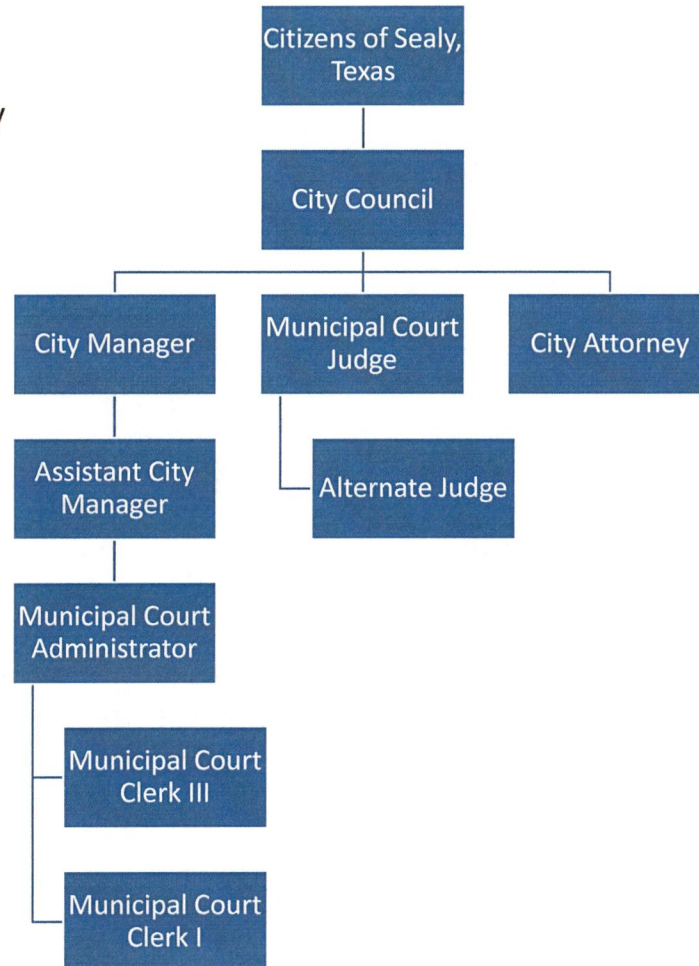 Citizens of Sealy,
Texas
City Council
City Manager
Municipal Court
Judge
City Attorney
Assistant City
Manager
Alternate Judge
Municipal Court
Administrator
Municipal Court
Clerk III
Municipal Court
Clerk I